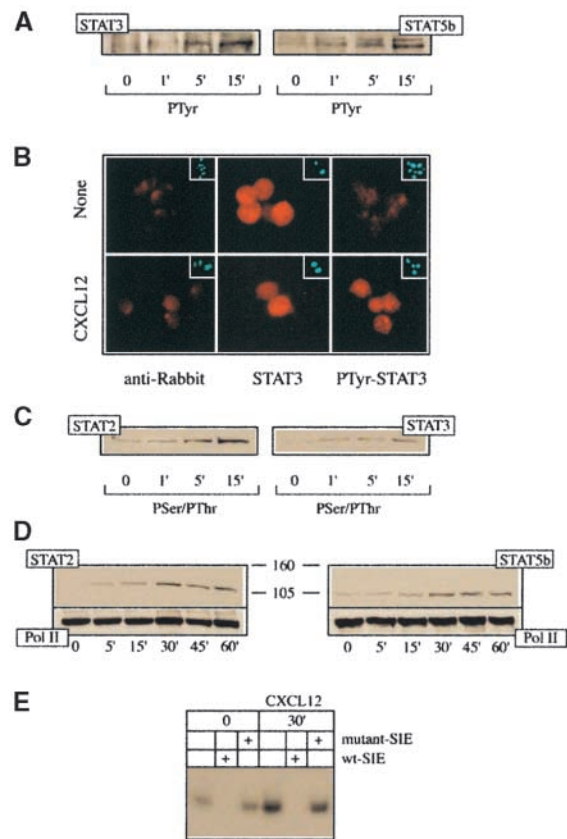 A
STAT3 STAT5b
0 1' 5' 15' 0 1' 5' 15'
PTyr PTyr
B
None
CXCL12
anti-Rabbit STAT3 PTyr-STAT3
C
STAT2 STAT3
0 1' 5' 15' 0 1' 5' 15'
PSer/PThr PSer/PThr
D
STAT2 160 STAT5b
105
Pol II Pol II
0 5' 15' 30' 45' 60' 0 5' 15' 30' 45' 60'
E
CXCL12
0 30'
+ + mutant-SIE
+ + wt-SIE